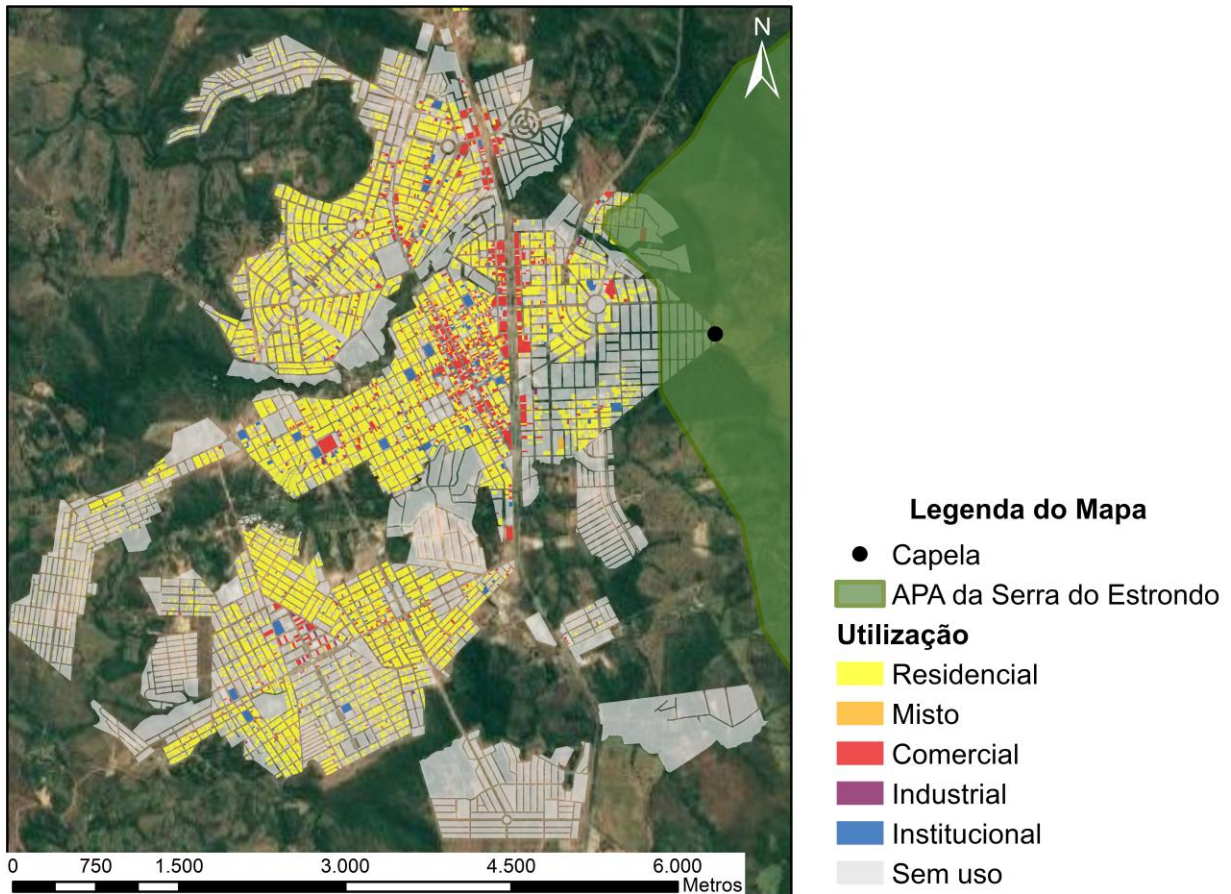 N
0 750 1.500 3.000 4.500 6.000
Metros
Legenda do Mapa
Capela
APA da Serra do Estrondo
Utilização
Residencial
Misto
Comercial
Industrial
Institucional
Sem uso